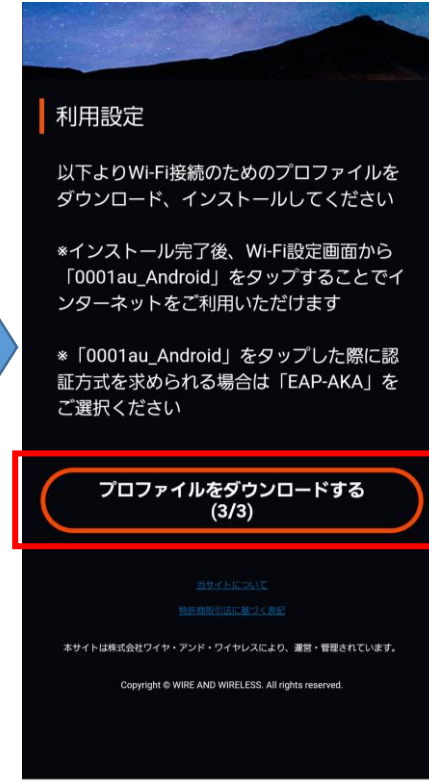 利用設定
以下よりWi-Fi接続のためのプロファイルを
ダウンロード、インストールしてください
※インストール完了後、Wi-Fi設定画面から
「0001au_Android」をタップすることでイ
ンターネットをご利用いただけます
※「0001au_Android」をタップした際に認
証方式を求められる場合は「EAP-AKA」を
ご選択ください
プロファイルをダウンロードする
(3/3)
当サイトについて
特許商取引法に基づく表記
本サイトは株式会社ワイヤ・アンド・ワイヤレスにより、運営・管理されています。
Copyright © WIRE AND WIRELESS. All rights reserved.